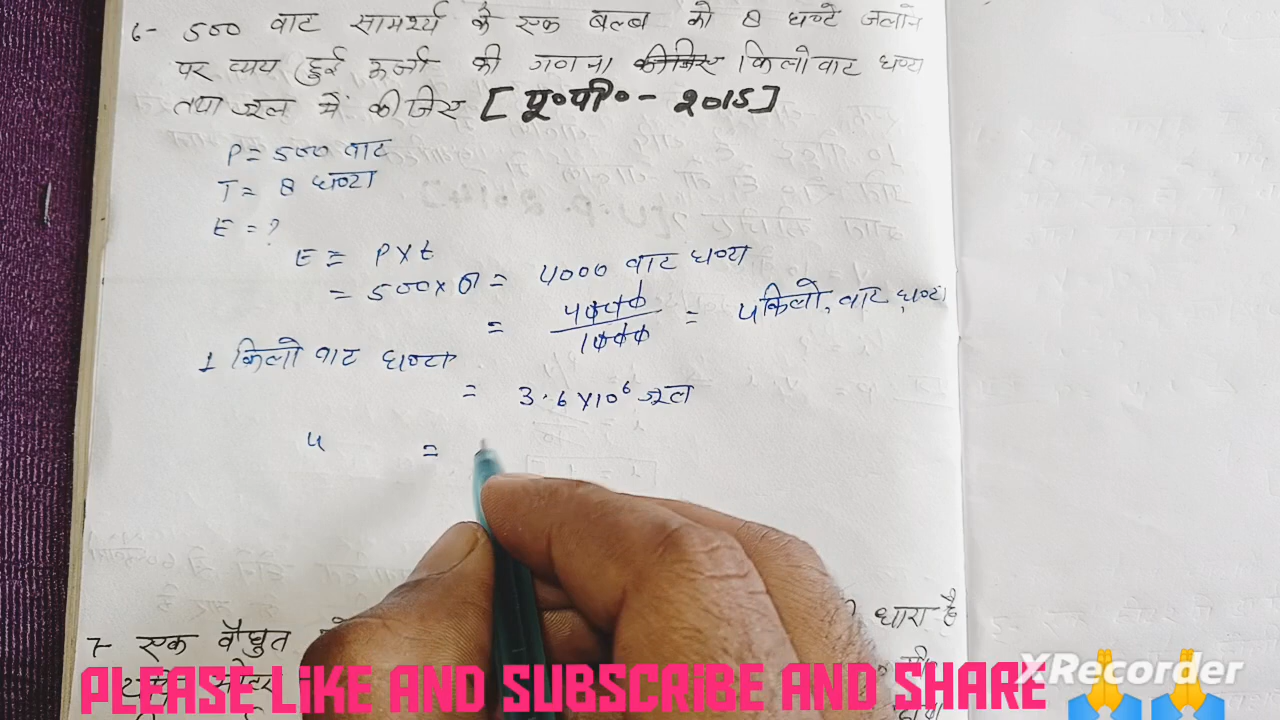 6- 500 वाट सामर्थ्य के एक बल्ब को 8 घण्टे जलाने
पर व्यय हुई ऊर्जा की गणना कीजिए किलोवाट घण्टा
तथा जूल में कीजिए [यू०पी०- 2015]
P = 500 वाट
T = 8 घण्टा
E = ?
E = P x t
= 500 x 8 = 4000 वाट घण्टा
= 4000 / 1000 = 4 किलो, वाट घण्टा
1 किलो वाट घण्टा
= 3.6 x 10⁶ जूल
4 =
7- एक वैद्युत धारा है
PLEASE LiKE AND SUBSCRiBE AND SHARE
XRecorder